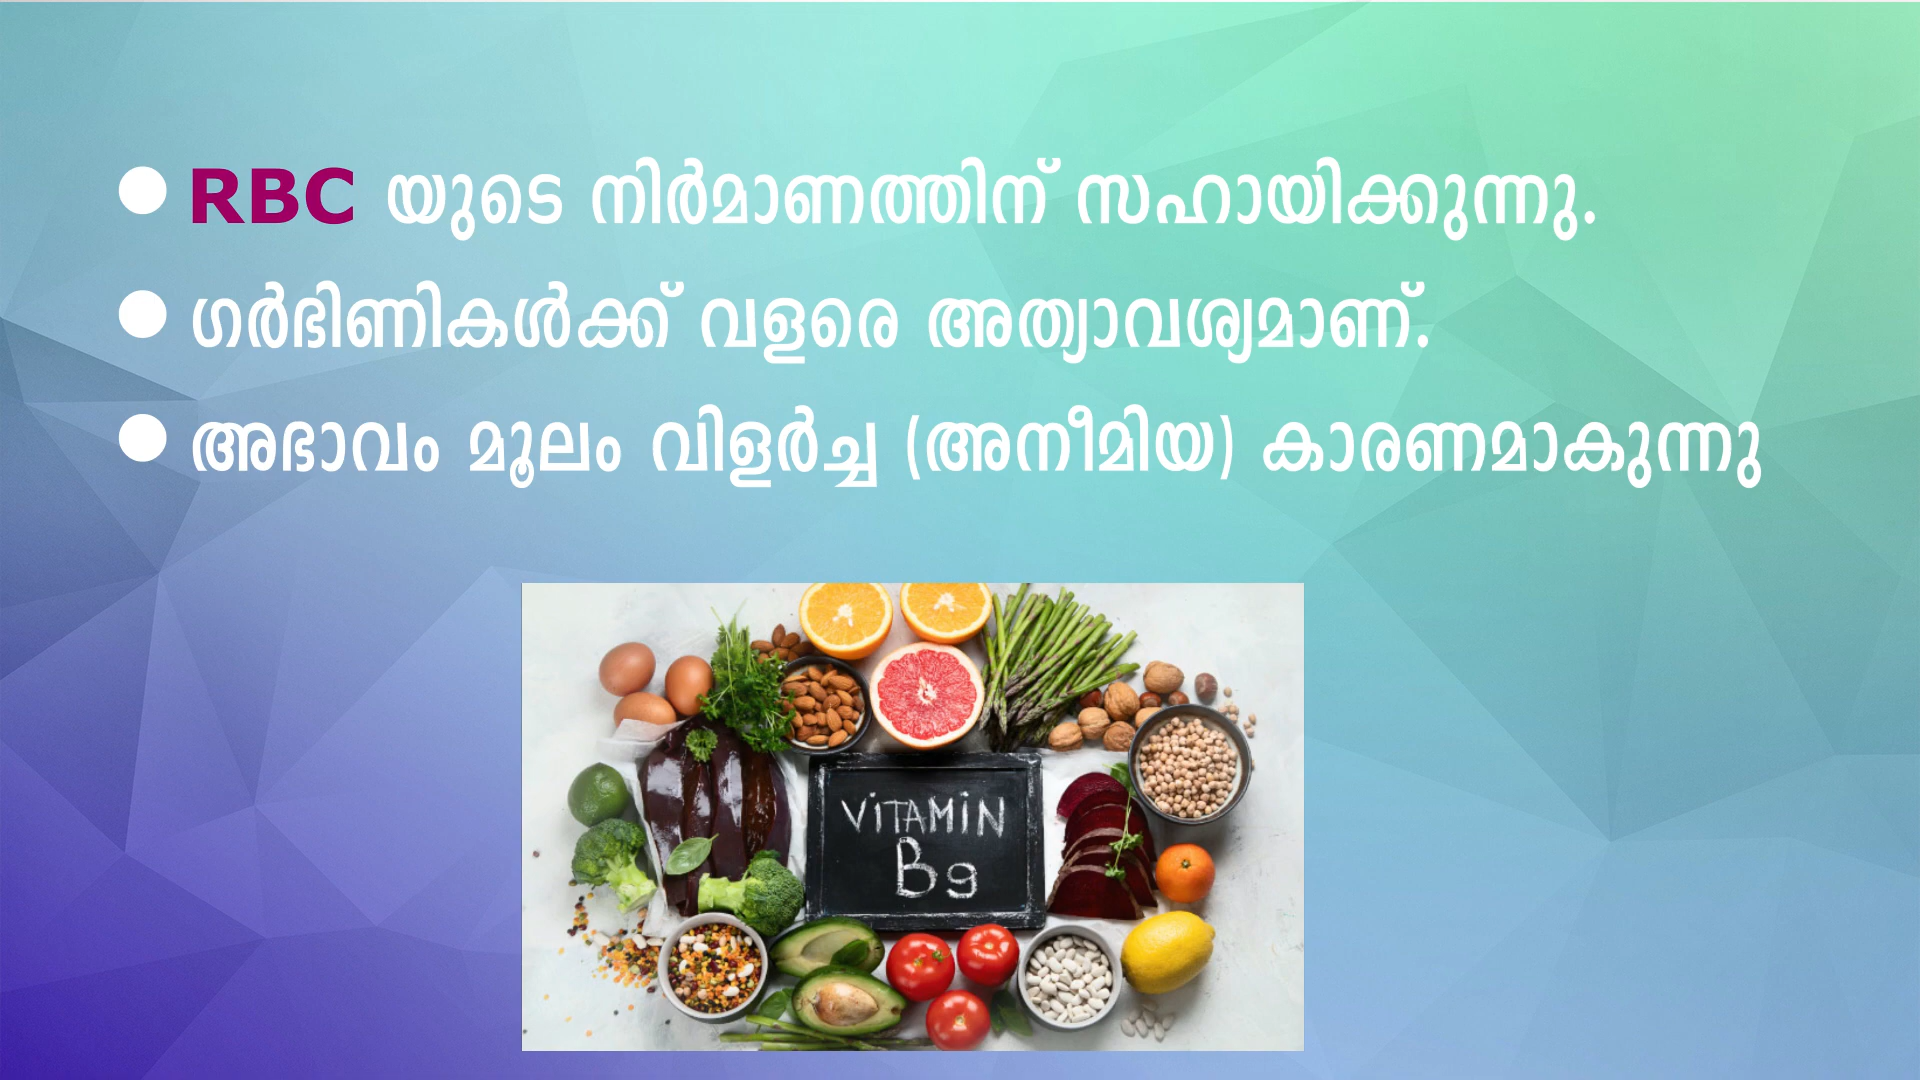 RBC യുടെ നിർമാണത്തിന് സഹായിക്കുന്നു.
ഗർഭിണികൾക്ക് വളരെ അത്യാവശ്യമാണ്.
അഭാവം മൂലം വിളർച്ച (അനീമിയ) കാരണമാകുന്നു
VITAMIN
B9